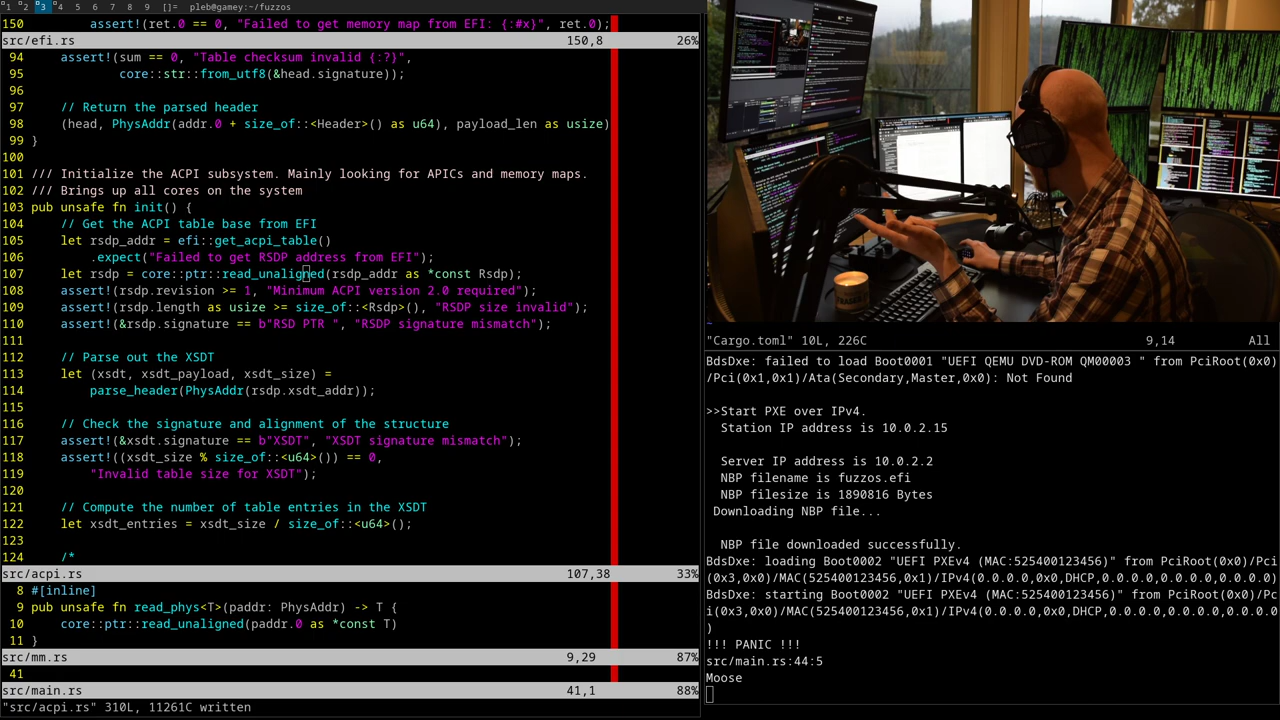 1 2 3 4 5 6 7 8 9 []= pleb@gamey:~/fuzzos
150         assert!(ret.0 == 0, "Failed to get memory map from EFI: {:#x}", ret.0);
src/efi.rs 150,8 26%
94     assert!(sum == 0, "Table checksum invalid {:?}",
95             core::str::from_utf8(&head.signature));
96
97     // Return the parsed header
98     (head, PhysAddr(addr.0 + size_of::<Header>() as u64), payload_len as usize)
99 }
100
101 /// Initialize the ACPI subsystem. Mainly looking for APICs and memory maps.
102 /// Brings up all cores on the system
103 pub unsafe fn init() {
104     // Get the ACPI table base from EFI
105     let rsdp_addr = efi::get_acpi_table()
106         .expect("Failed to get RSDP address from EFI");
107     let rsdp = core::ptr::read_unaligned(rsdp_addr as *const Rsdp);
108     assert!(rsdp.revision >= 1, "Minimum ACPI version 2.0 required");
109     assert!(rsdp.length as usize >= size_of::<Rsdp>(), "RSDP size invalid");
110     assert!(&rsdp.signature == b"RSD PTR ", "RSDP signature mismatch");
111
112     // Parse out the XSDT
113     let (xsdt, xsdt_payload, xsdt_size) =
114         parse_header(PhysAddr(rsdp.xsdt_addr));
115
116     // Check the signature and alignment of the structure
117     assert!(&xsdt.signature == b"XSDT", "XSDT signature mismatch");
118     assert!((xsdt_size % size_of::<u64>()) == 0,
119         "Invalid table size for XSDT");
120
121     // Compute the number of table entries in the XSDT
122     let xsdt_entries = xsdt_size / size_of::<u64>();
123
124     /*
src/acpi.rs 107,38 33%
8 #[inline]
9 pub unsafe fn read_phys<T>(paddr: PhysAddr) -> T {
10     core::ptr::read_unaligned(paddr.0 as *const T)
11 }
src/mm.rs 9,29 87%
41
src/main.rs 41,1 88%
"src/acpi.rs" 310L, 11261C written
"Cargo.toml" 10L, 226C 9,14 All
BdsDxe: failed to load Boot0001 "UEFI QEMU DVD-ROM QM00003 " from PciRoot(0x0)
/Pci(0x1,0x1)/Ata(Secondary,Master,0x0): Not Found
>>Start PXE over IPv4.
Station IP address is 10.0.2.15
Server IP address is 10.0.2.2
NBP filename is fuzzos.efi
NBP filesize is 1890816 Bytes
Downloading NBP file...
NBP file downloaded successfully.
BdsDxe: loading Boot0002 "UEFI PXEv4 (MAC:525400123456)" from PciRoot(0x0)/Pci
(0x3,0x0)/MAC(525400123456,0x1)/IPv4(0.0.0.0,0x0,DHCP,0.0.0.0,0.0.0.0,0.0.0.0)
BdsDxe: starting Boot0002 "UEFI PXEv4 (MAC:525400123456)" from PciRoot(0x0)/Pc
i(0x3,0x0)/MAC(525400123456,0x1)/IPv4(0.0.0.0,0x0,DHCP,0.0.0.0,0.0.0.0,0.0.0.0
)
!!! PANIC !!!
src/main.rs:44:5
Moose